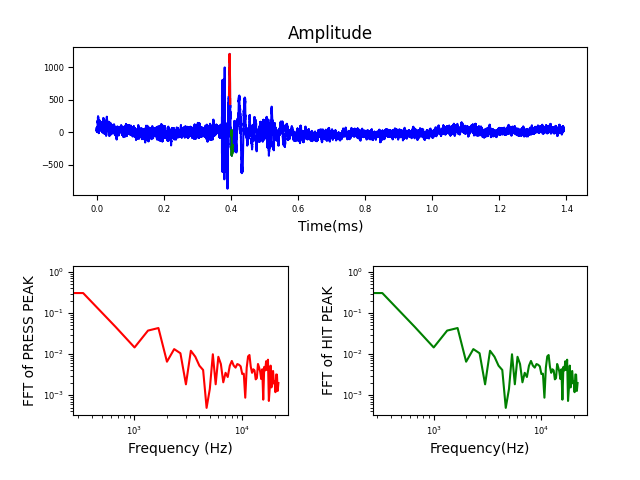 Amplitude
1000
500
0
−500
0.0 0.2 0.4 0.6 0.8 1.0 1.2 1.4
Time(ms)
FFT of PRESS PEAK
10⁰
10⁻¹
10⁻²
10⁻³
10³ 10⁴
Frequency (Hz)
FFT of HIT PEAK
10⁰
10⁻¹
10⁻²
10⁻³
10³ 10⁴
Frequency(Hz)